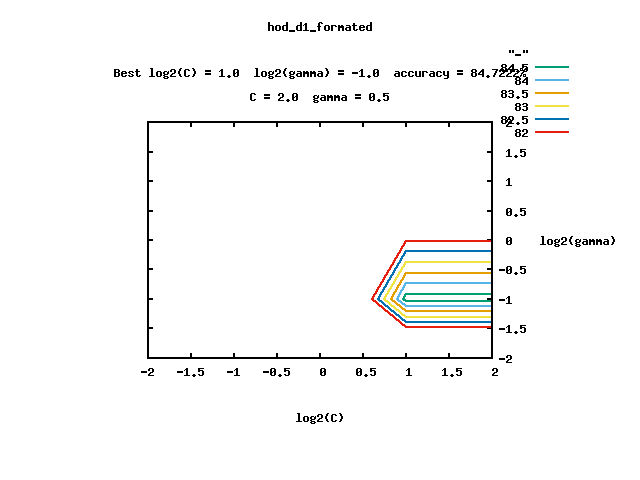 hod_d1_formated
"-"
Best log2(C) = 1.0  log2(gamma) = -1.0  accuracy = 84.7222%
84.5
84
C = 2.0  gamma = 0.5
83.5
83
82.5
2
82
1.5
1
0.5
0
log2(gamma)
-0.5
-1
-1.5
-2
-2 -1.5 -1 -0.5 0 0.5 1 1.5 2
log2(C)